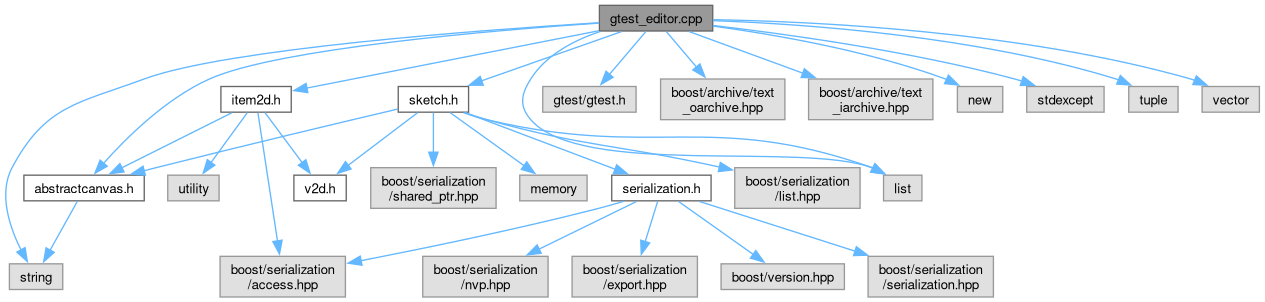 gtest_editor.cpp
item2d.h
sketch.h
gtest/gtest.h
boost/archive/text
_oarchive.hpp
boost/archive/text
_iarchive.hpp
new
stdexcept
tuple
vector
abstractcanvas.h
utility
v2d.h
boost/serialization
/shared_ptr.hpp
memory
serialization.h
boost/serialization
/list.hpp
list
string
boost/serialization
/access.hpp
boost/serialization
/nvp.hpp
boost/serialization
/export.hpp
boost/version.hpp
boost/serialization
/serialization.hpp